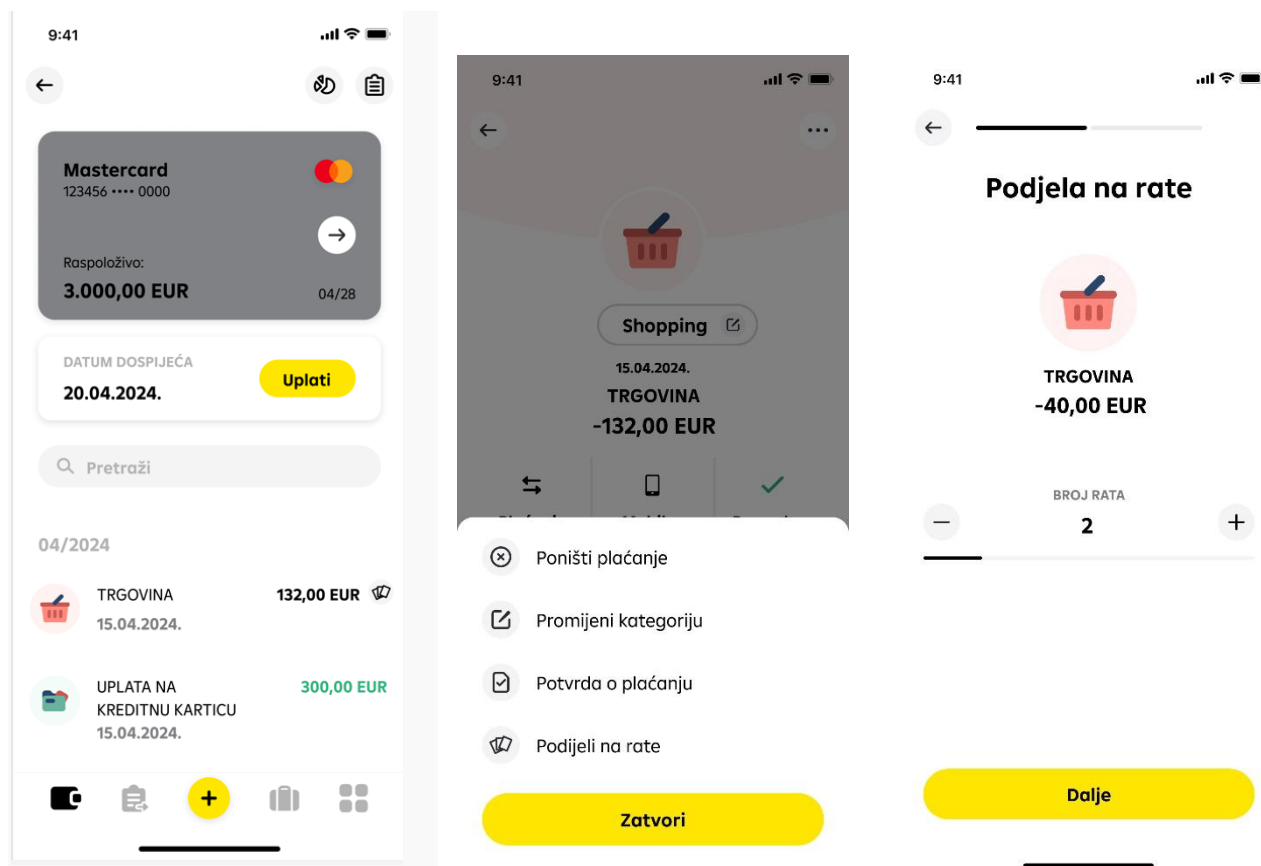 9:41
Mastercard
123456 •••• 0000
Raspoloživo:
3.000,00 EUR
04/28
DATUM DOSPIJEĆA
20.04.2024.
Uplati
Pretraži
04/2024
TRGOVINA
132,00 EUR
15.04.2024.
UPLATA NA
300,00 EUR
KREDITNU KARTICU
15.04.2024.
9:41
Shopping
15.04.2024.
TRGOVINA
-132,00 EUR
Poništi plaćanje
Promijeni kategoriju
Potvrda o plaćanju
Podijeli na rate
Zatvori
9:41
Podjela na rate
TRGOVINA
-40,00 EUR
BROJ RATA
2
Dalje